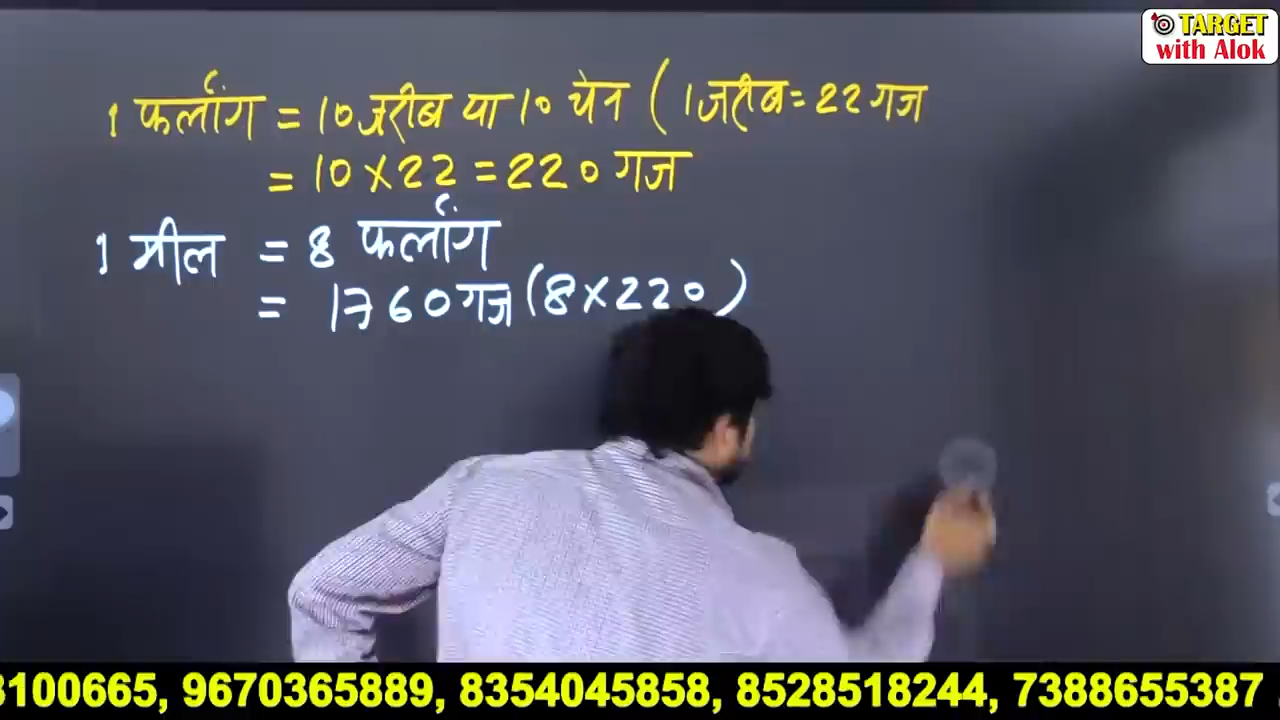 TARGET
with Alok
1 फर्लांग = 10 जरीब या 10 चेन ( 1 जरीब = 22 गज
= 10 × 22 = 220 गज
1 मील = 8 फर्लांग
= 1760 गज ( 8 × 220 )
3100665, 9670365889, 8354045858, 8528518244, 7388655387